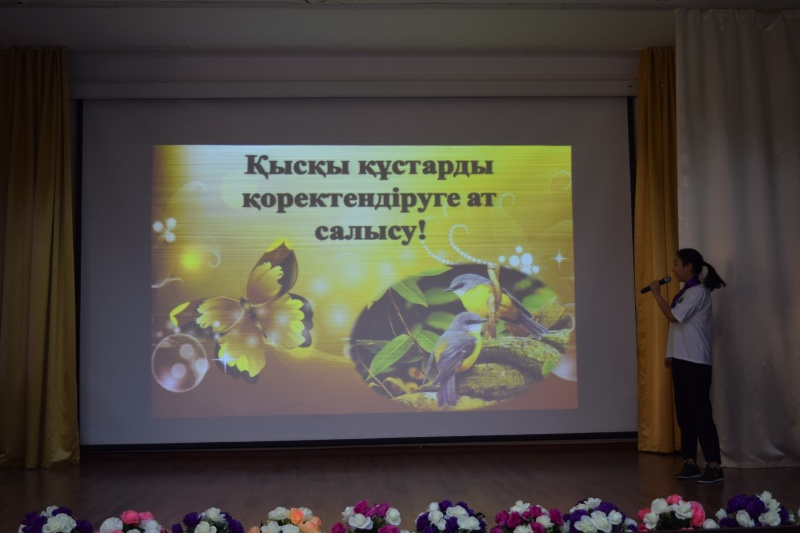 Қысқы құстарды
қоректендіруге ат
салысу!